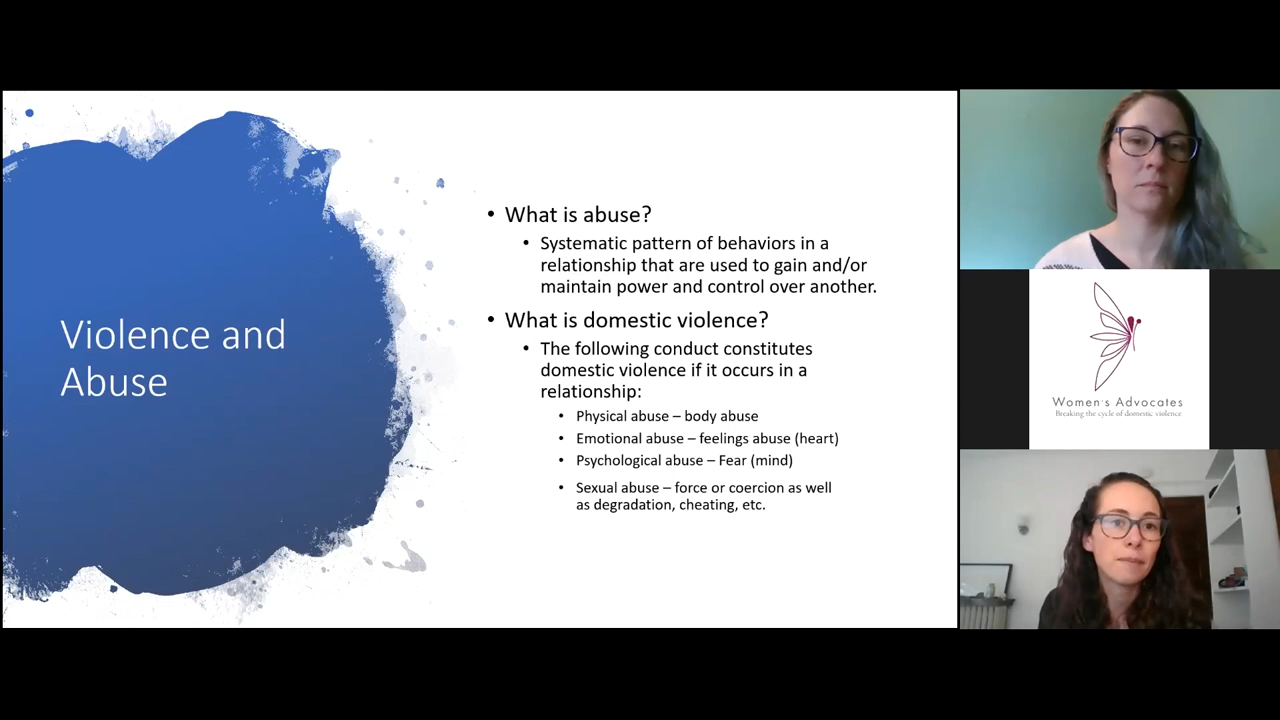 Violence and
Abuse
• What is abuse?
• Systematic pattern of behaviors in a
relationship that are used to gain and/or
maintain power and control over another.
• What is domestic violence?
• The following conduct constitutes
domestic violence if it occurs in a
relationship:
• Physical abuse – body abuse
• Emotional abuse – feelings abuse (heart)
• Psychological abuse – Fear (mind)
• Sexual abuse – force or coercion as well
as degradation, cheating, etc.
Women's Advocates
Breaking the cycle of domestic violence